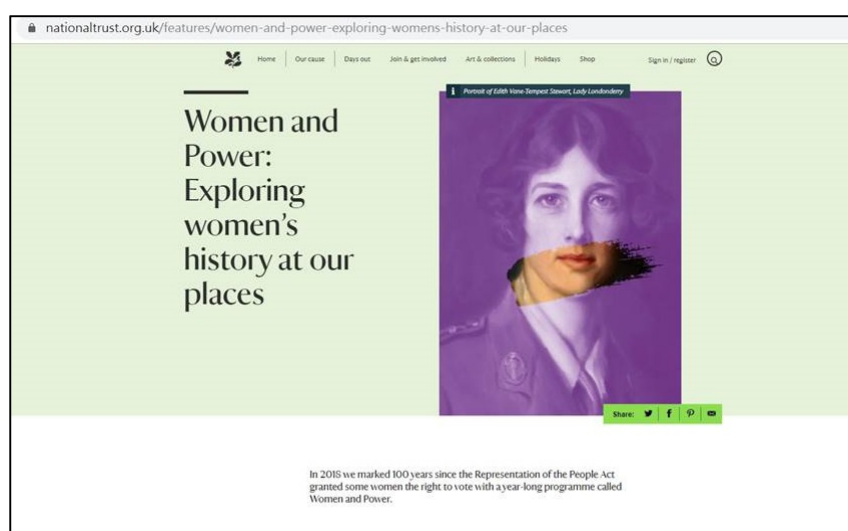 nationaltrust.org.uk/features/women-and-power-exploring-womens-history-at-our-places
Home Our cause Days out Join & get involved Art & collections Holidays Shop Sign in / register
i Portrait of Edith Vane-Tempest Stewart, Lady Londonderry
Women and
Power:
Exploring
women's
history at our
places
Share:
In 2018 we marked 100 years since the Representation of the People Act
granted some women the right to vote with a year-long programme called
Women and Power.